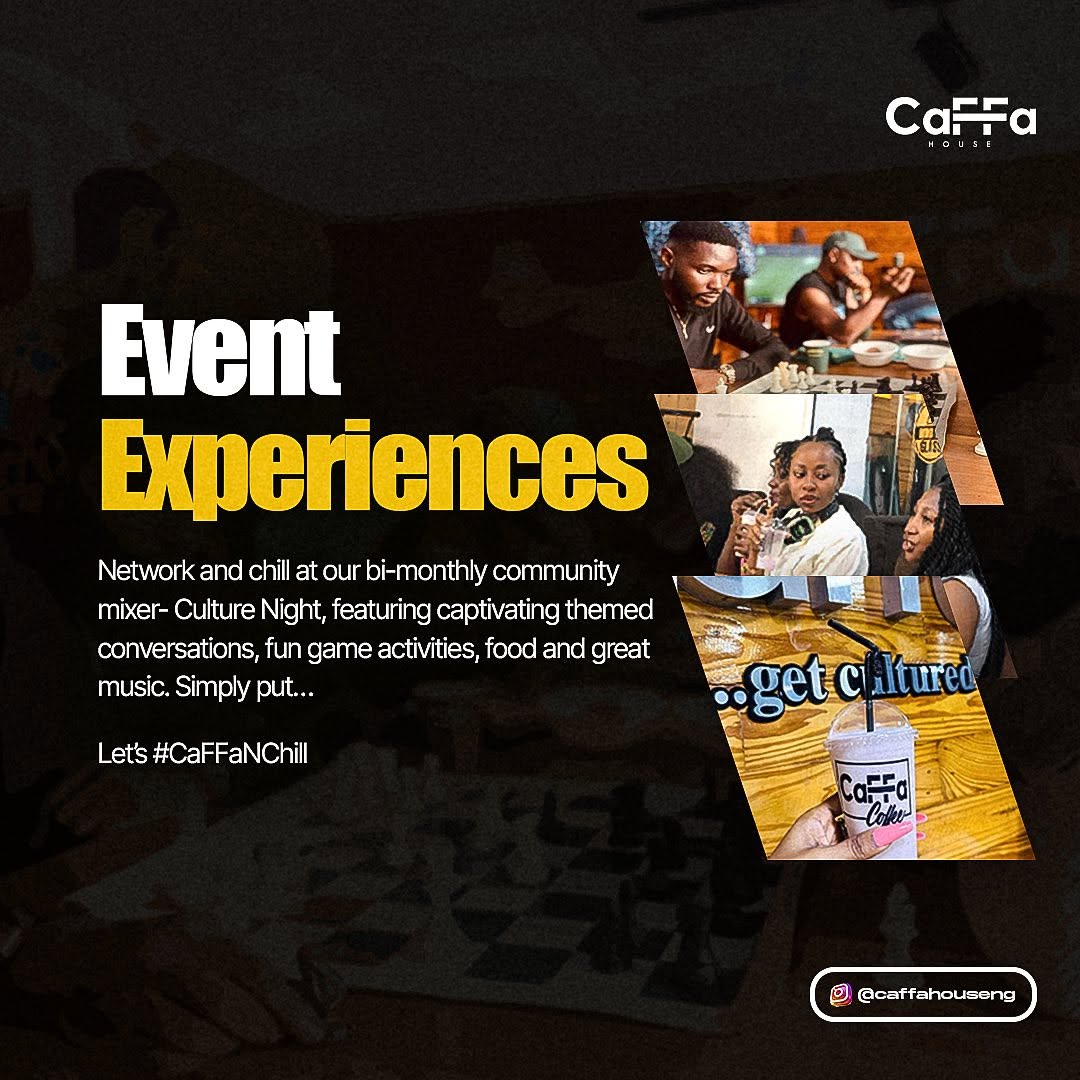 CaFFa
HOUSE
Event
Experiences
Network and chill at our bi-monthly community
mixer- Culture Night, featuring captivating themed
conversations, fun game activities, food and great
music. Simply put...
Let's #CaFFaNChill
...get cultured
CaFFa
Coffee
@caffahouseng